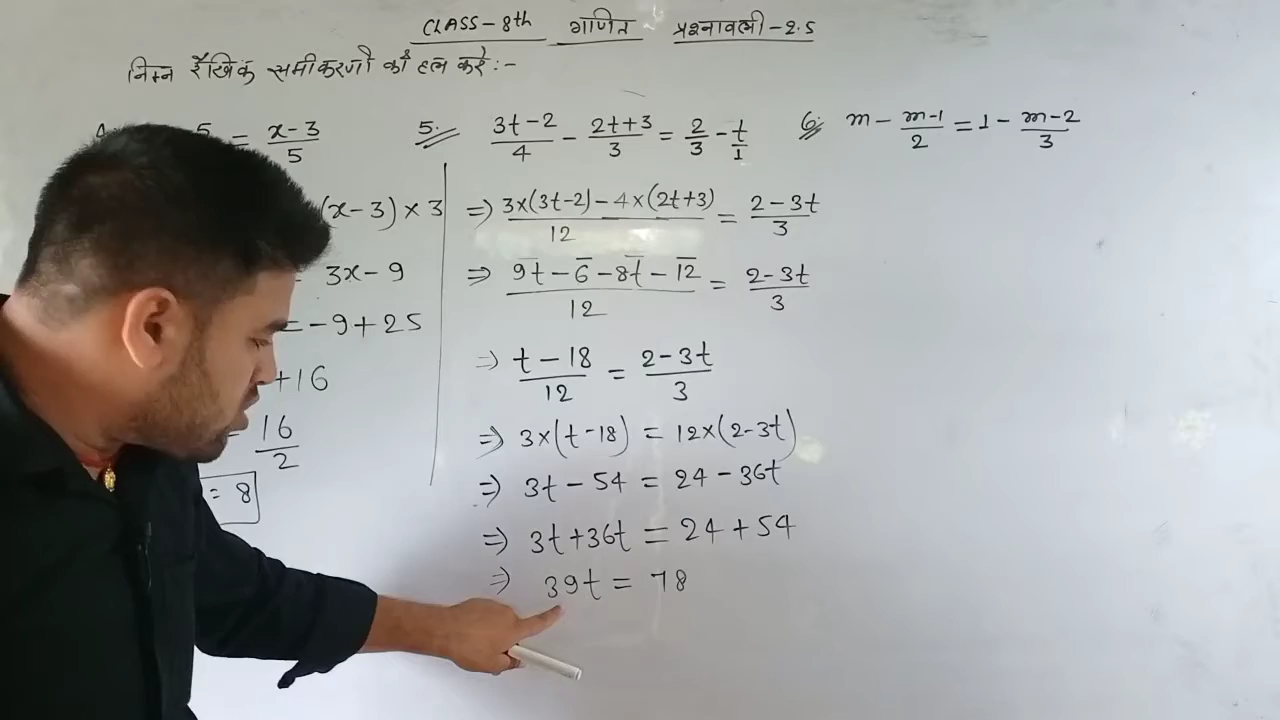 CLASS-8th गणित प्रश्नावली-2.5
निम्न रैखिक समीकरणों को हल करें:-
5 = x-3/5
(x-3)×3
3x-9
=-9+25
+16
16/2
= 8
5. 3t-2/4 - 2t+3/3 = 2/3 - t/1
⇒ 3×(3t-2)-4×(2t+3)/12 = 2-3t/3
⇒ 9t-6-8t-12/12 = 2-3t/3
⇒ t-18/12 = 2-3t/3
⇒ 3×(t-18) = 12×(2-3t)
⇒ 3t-54 = 24-36t
⇒ 3t+36t = 24+54
⇒ 39t = 78
6. m - m-1/2 = 1 - m-2/3